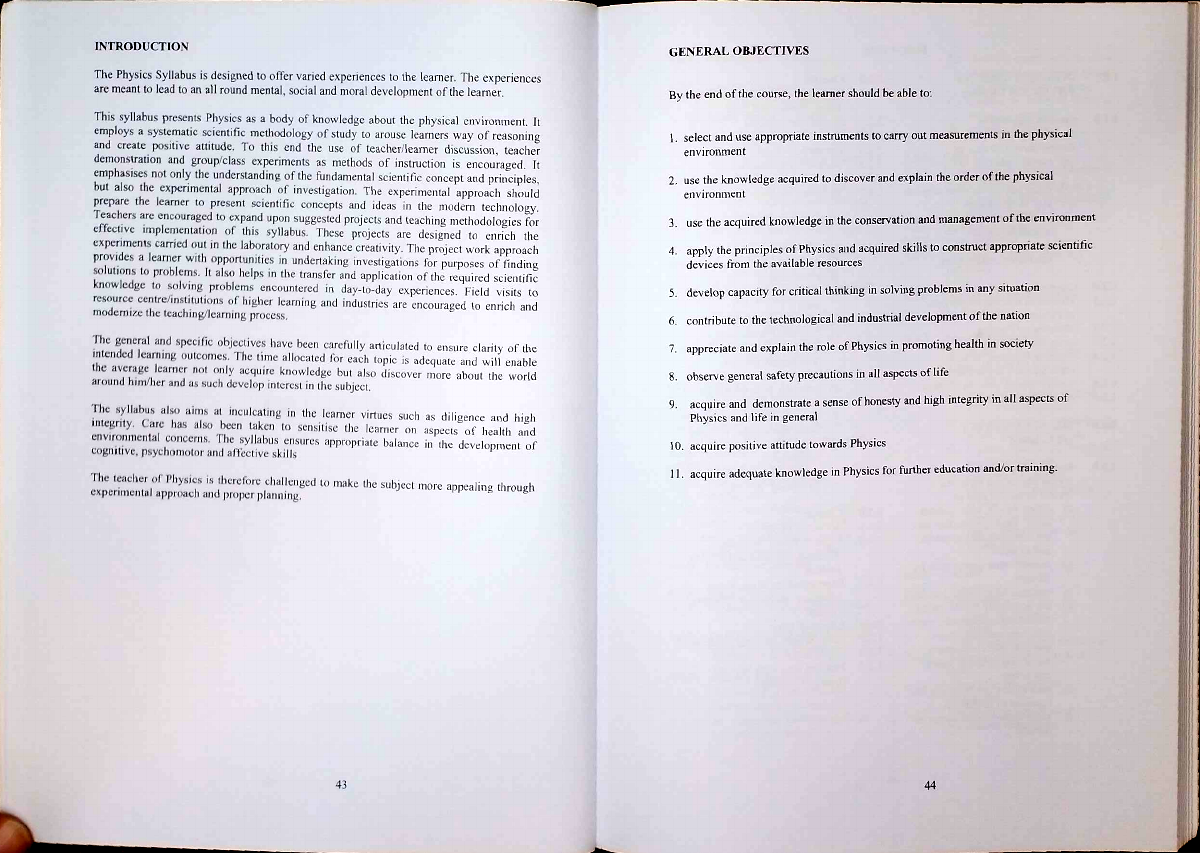 INTRODUCTION
The Physics Syllabus is designed to offer varied experiences to the learner. The experiences
are meant to lead to an all round mental, social and moral development of the learner.
This syllabus presents Physics as a body of knowledge about the physical environment. It
employs a systematic scientific methodology of study to arouse learners way of reasoning
and create positive attitude. To this end the use of teacher/learner discussion, teacher
demonstration and group/class experiments as methods of instruction is encouraged. It
emphasises not only the understanding of the fundamental scientific concept and principles,
but also the experimental approach of investigation. The experimental approach should
prepare the learner to present scientific concepts and ideas in the modern technology.
Teachers are encouraged to expand upon suggested projects and teaching methodologies for
effective implementation of this syllabus. These projects are designed to enrich the
experiments carried out in the laboratory and enhance creativity. The project work approach
provides a learner with opportunities in undertaking investigations for purposes of finding
solutions to problems. It also helps in the transfer and application of the required scientific
knowledge to solving problems encountered in day-to-day experiences. Field visits to
resource centre/institutions of higher learning and industries are encouraged to enrich and
modernize the teaching/learning process.
The general and specific objectives have been carefully articulated to ensure clarity of the
intended learning outcomes. The time allocated for each topic is adequate and will enable
the average learner not only acquire knowledge but also discover more about the world
around him/her and as such develop interest in the subject.
The syllabus also aims at inculcating in the learner virtues such as diligence and high
integrity. Care has also been taken to sensitise the learner on aspects of health and
environmental concerns. The syllabus ensures appropriate balance in the development of
cognitive, psychomotor and affective skills
The teacher of Physics is therefore challenged to make the subject more appealing through
experimental approach and proper planning.
43
GENERAL OBJECTIVES
By the end of the course, the learner should be able to:
1. select and use appropriate instruments to carry out measurements in the physical
environment
2. use the knowledge acquired to discover and explain the order of the physical
environment
3. use the acquired knowledge in the conservation and management of the environment
4. apply the principles of Physics and acquired skills to construct appropriate scientific
devices from the available resources
5. develop capacity for critical thinking in solving problems in any situation
6. contribute to the technological and industrial development of the nation
7. appreciate and explain the role of Physics in promoting health in society
8. observe general safety precautions in all aspects of life
9. acquire and demonstrate a sense of honesty and high integrity in all aspects of
Physics and life in general
10. acquire positive attitude towards Physics
11. acquire adequate knowledge in Physics for further education and/or training.
44